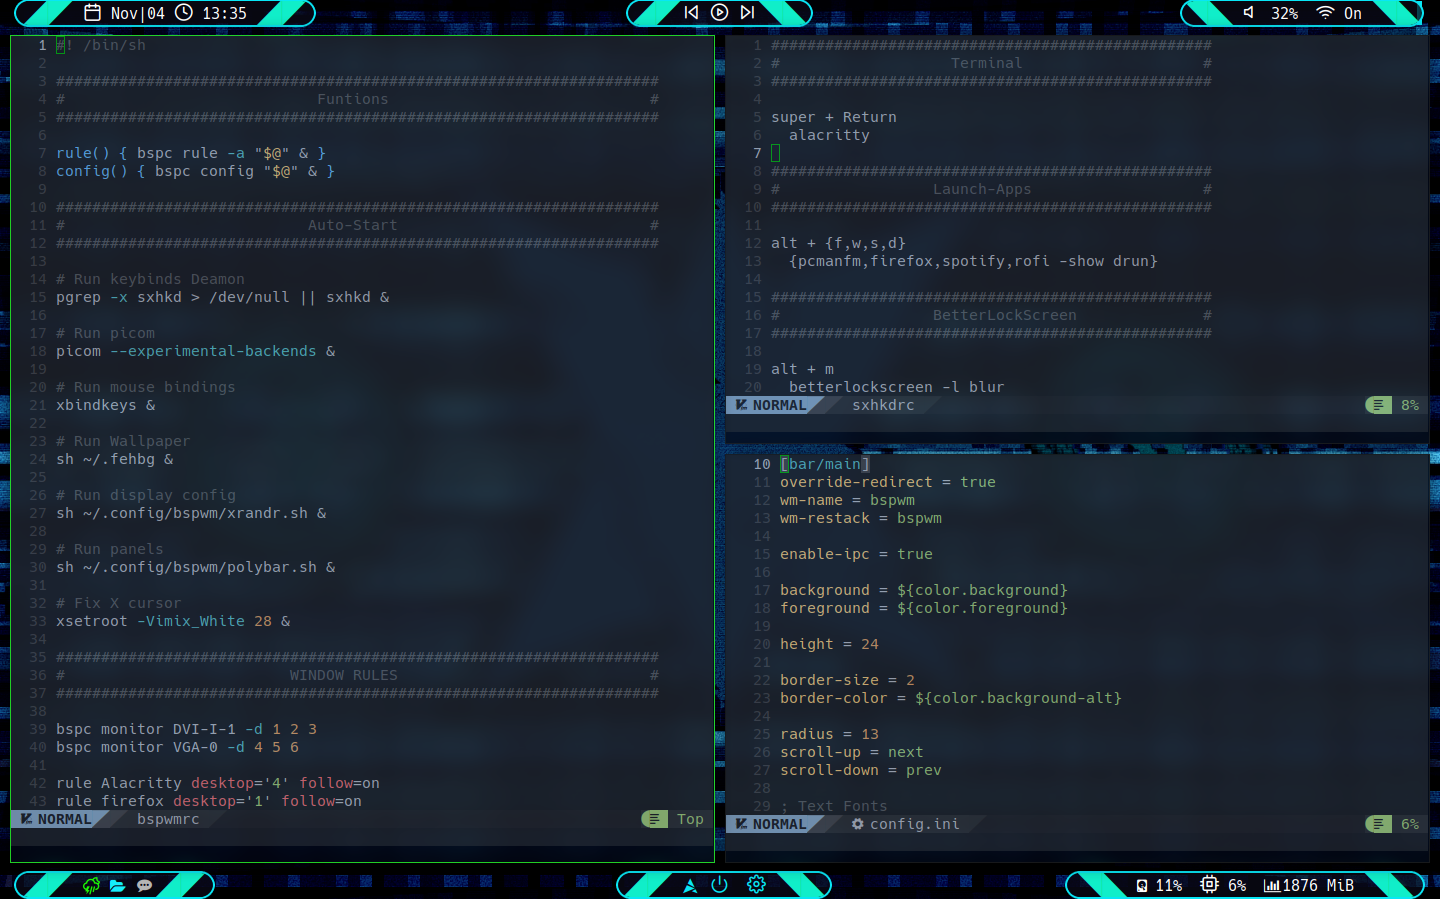 Nov|04 13:35
32% On
1 #! /bin/sh
2
3 ###################################################################
4 # Funtions #
5 ###################################################################
6
7 rule() { bspc rule -a "$@" & }
8 config() { bspc config "$@" & }
9
10 ###################################################################
11 # Auto-Start #
12 ###################################################################
13
14 # Run keybinds Deamon
15 pgrep -x sxhkd > /dev/null || sxhkd &
16
17 # Run picom
18 picom --experimental-backends &
19
20 # Run mouse bindings
21 xbindkeys &
22
23 # Run Wallpaper
24 sh ~/.fehbg &
25
26 # Run display config
27 sh ~/.config/bspwm/xrandr.sh &
28
29 # Run panels
30 sh ~/.config/bspwm/polybar.sh &
31
32 # Fix X cursor
33 xsetroot -Vimix_White 28 &
34
35 ###################################################################
36 # WINDOW RULES #
37 ###################################################################
38
39 bspc monitor DVI-I-1 -d 1 2 3
40 bspc monitor VGA-0 -d 4 5 6
41
42 rule Alacritty desktop='4' follow=on
43 rule firefox desktop='1' follow=on
NORMAL bspwmrc Top
1 #################################################
2 # Terminal #
3 #################################################
4
5 super + Return
6 alacritty
7
8 #################################################
9 # Launch-Apps #
10 #################################################
11
12 alt + {f,w,s,d}
13 {pcmanfm,firefox,spotify,rofi -show drun}
14
15 #################################################
16 # BetterLockScreen #
17 #################################################
18
19 alt + m
20 betterlockscreen -l blur
NORMAL sxhkdrc 8%
10 [bar/main]
11 override-redirect = true
12 wm-name = bspwm
13 wm-restack = bspwm
14
15 enable-ipc = true
16
17 background = ${color.background}
18 foreground = ${color.foreground}
19
20 height = 24
21
22 border-size = 2
23 border-color = ${color.background-alt}
24
25 radius = 13
26 scroll-up = next
27 scroll-down = prev
28
29 ; Text Fonts
NORMAL config.ini 6%
11% 6% 1876 MiB